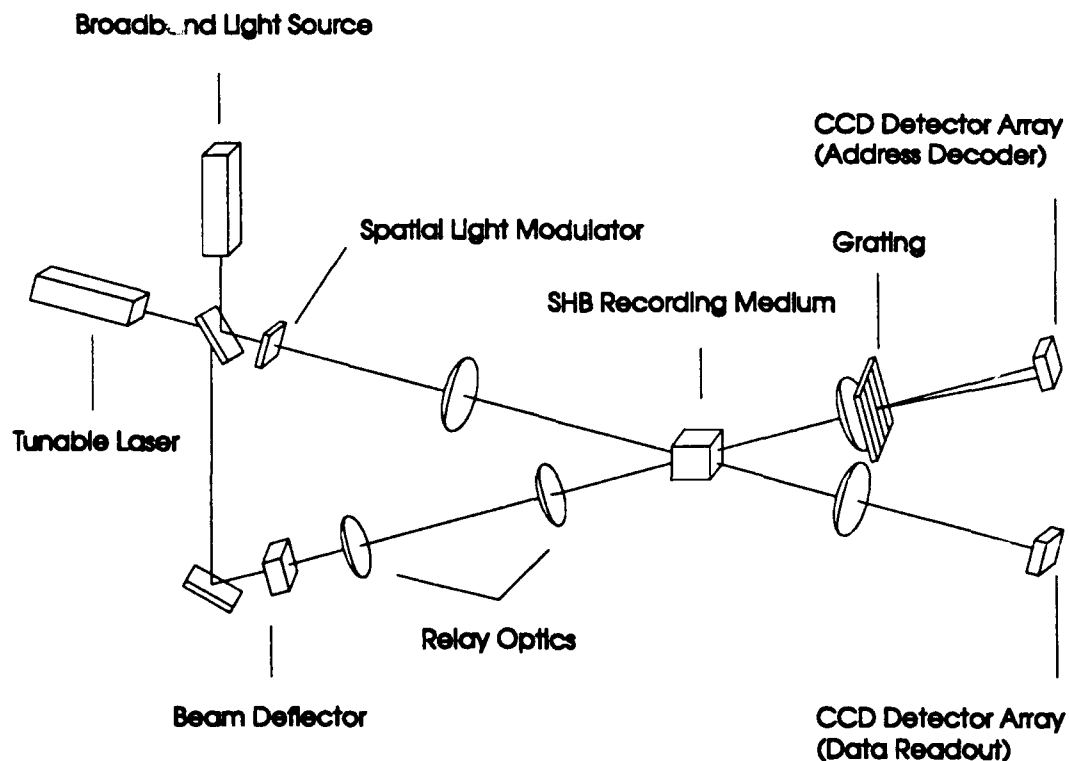 Broadband Light Source
CCD Detector Array
(Address Decoder)
Spatial Light Modulator
Grating
SHB Recording Medium
Tunable Laser
Relay Optics
Beam Deflector
CCD Detector Array
(Data Readout)